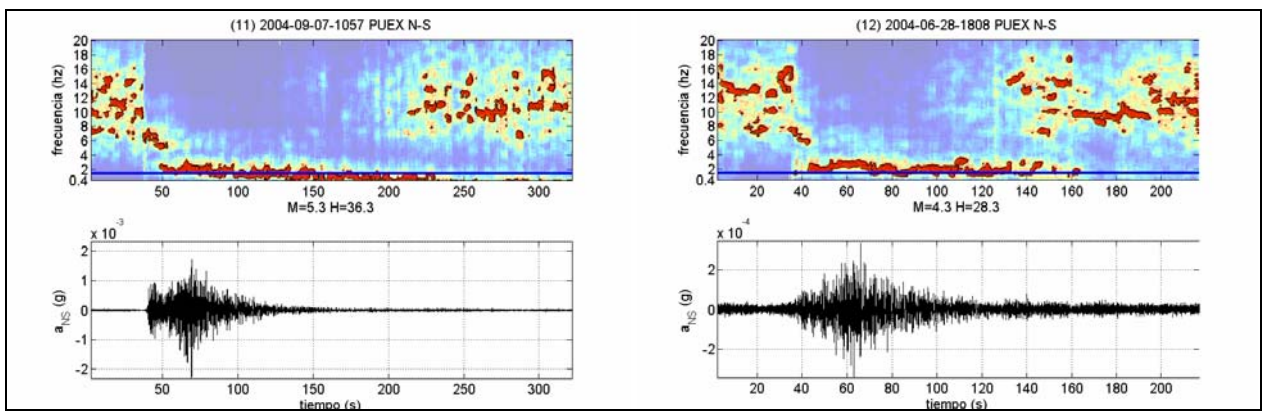 (11) 2004-09-07-1057 PUEX N-S
frecuencia (hz)
20
18
16
14
12
10
8
6
4
2
0.4
50 100 150 200 250 300
M=5.3 H=36.3
x 10⁻³
a_NS (g)
2
1
0
-1
-2
50 100 150 200 250 300
tiempo (s)
(12) 2004-06-28-1808 PUEX N-S
frecuencia (hz)
20
18
16
14
12
10
8
6
4
2
0.4
20 40 60 80 100 120 140 160 180 200
M=4.3 H=28.3
x 10⁻⁴
a_NS (g)
2
0
-2
20 40 60 80 100 120 140 160 180 200
tiempo (s)